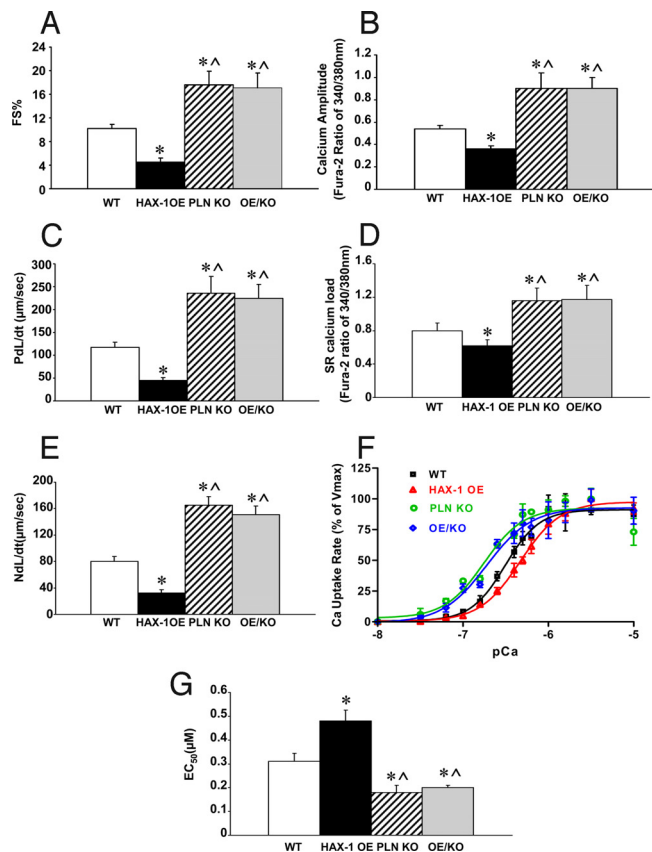 A
FS%
24
20
16
12
8
4
0
*
*^
*^
WT HAX-1OE PLN KO OE/KO
B
Calcium Amplitude
(Fura-2 Ratio of 340/380nm)
1.2
1.0
0.8
0.6
0.4
0.2
0
*
*^
*^
WT HAX-1OE PLN KO OE/KO
C
PdL/dt (µm/sec)
300
250
200
150
100
50
0
*
*^
*^
WT HAX-1OE PLN KO OE/KO
D
SR calcium load
(Fura-2 ratio of 340/380nm)
1.6
1.2
0.8
0.4
0
*
*^
*^
WT HAX-1 OE PLN KO OE/KO
E
NdL/dt(µm/sec)
200
160
120
80
40
0
*
*^
*^
WT HAX-1OE PLN KO OE/KO
F
Ca Uptake Rate (% of Vmax)
125
100
75
50
25
0
WT
HAX-1 OE
PLN KO
OE/KO
-8 -7 -6 -5
pCa
G
EC50(µM)
0.6
0.5
0.4
0.3
0.2
0.1
0
*
*^
*^
WT HAX-1 OE PLN KO OE/KO